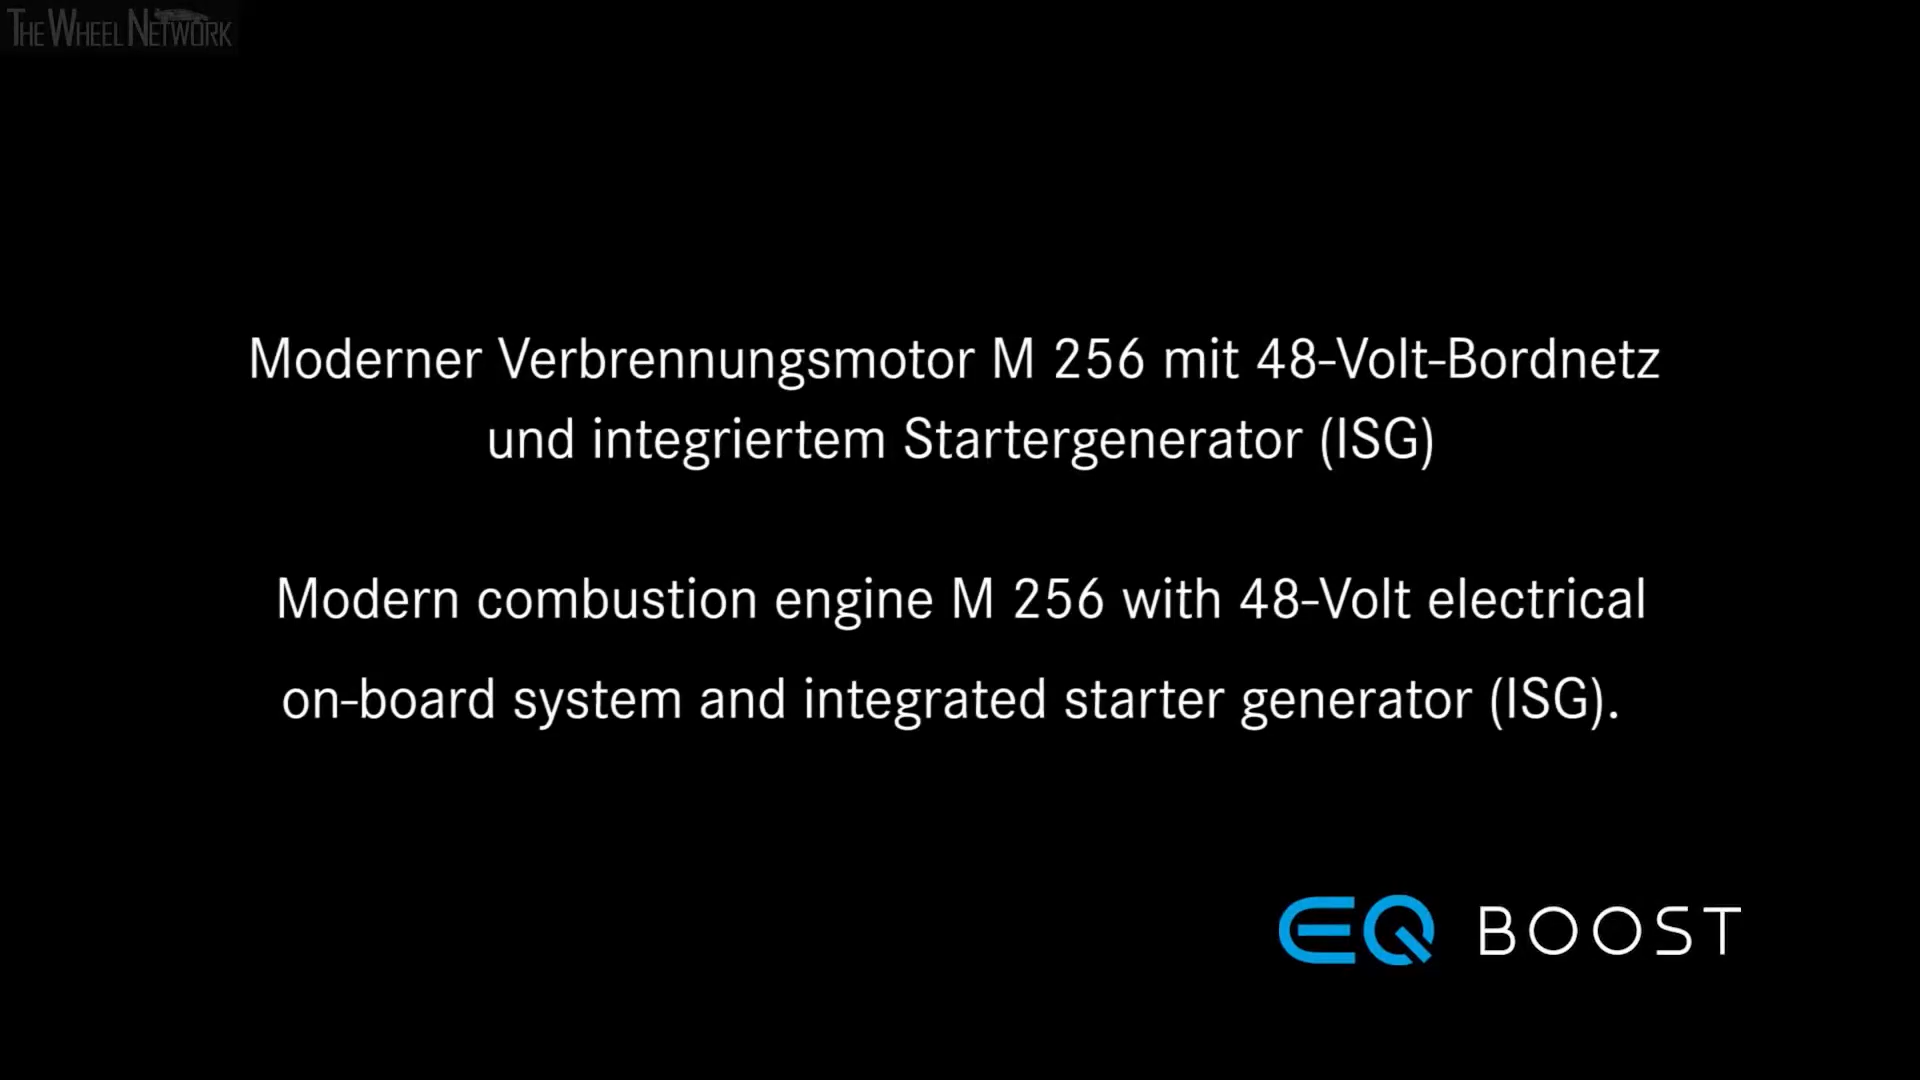 THE WHEEL NETWORK
Moderner Verbrennungsmotor M 256 mit 48-Volt-Bordnetz
und integriertem Startergenerator (ISG)
Modern combustion engine M 256 with 48-Volt electrical
on-board system and integrated starter generator (ISG).
EQ BOOST